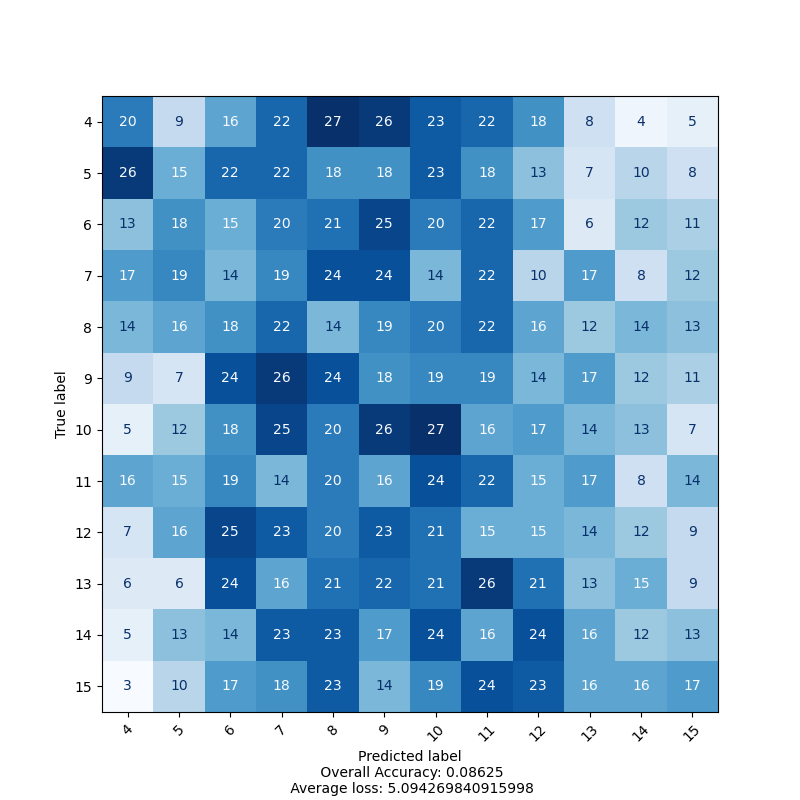 4 20 9 16 22 27 26 23 22 18 8 4 5
5 26 15 22 22 18 18 23 18 13 7 10 8
6 13 18 15 20 21 25 20 22 17 6 12 11
7 17 19 14 19 24 24 14 22 10 17 8 12
8 14 16 18 22 14 19 20 22 16 12 14 13
9 9 7 24 26 24 18 19 19 14 17 12 11
True label
10 5 12 18 25 20 26 27 16 17 14 13 7
11 16 15 19 14 20 16 24 22 15 17 8 14
12 7 16 25 23 20 23 21 15 15 14 12 9
13 6 6 24 16 21 22 21 26 21 13 15 9
14 5 13 14 23 23 17 24 16 24 16 12 13
15 3 10 17 18 23 14 19 24 23 16 16 17
4 5 6 7 8 9 10 11 12 13 14 15
Predicted label
Overall Accuracy: 0.08625
Average loss: 5.094269840915998